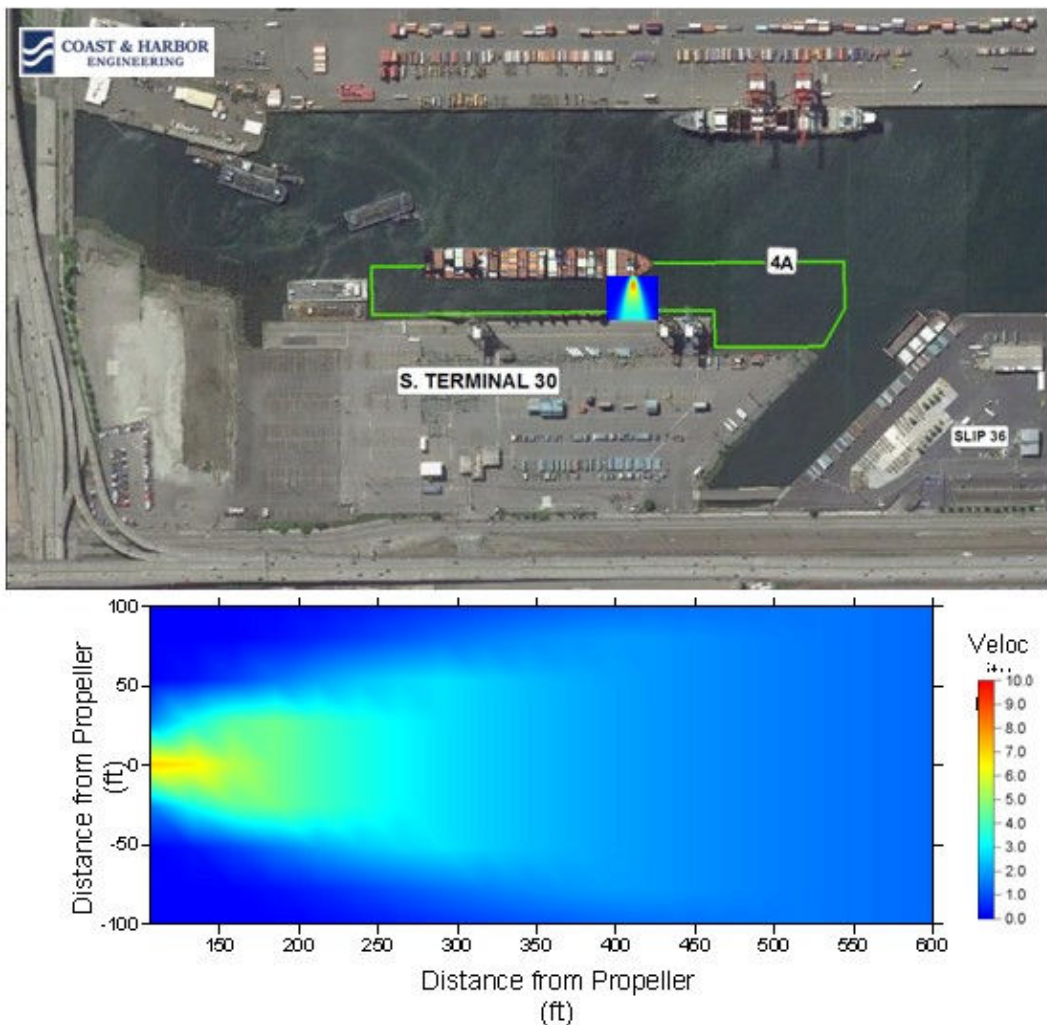 COAST & HARBOR
ENGINEERING
4A
S. TERMINAL 30
SLIP 36
100
50
0
-50
-100
Distance from Propeller
(ft)
150 200 250 300 350 400 450 500 550 600
Distance from Propeller
(ft)
Veloc
10.0
9.0
8.0
7.0
6.0
5.0
4.0
3.0
2.0
1.0
0.0